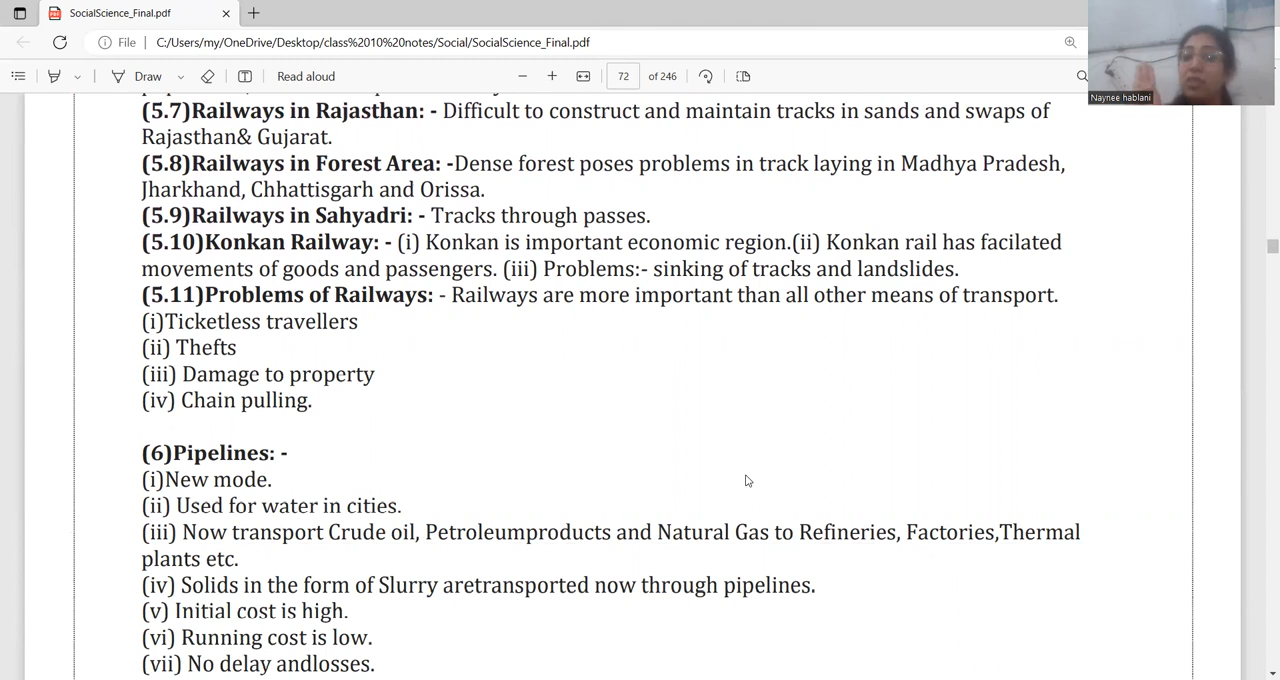 SocialScience_Final.pdf
File
C:/Users/my/OneDrive/Desktop/class%2010%20notes/Social/SocialScience_Final.pdf
Draw
Read aloud
72 of 246
Naynee hablani
(5.7)Railways in Rajasthan: - Difficult to construct and maintain tracks in sands and swaps of
Rajasthan& Gujarat.
(5.8)Railways in Forest Area: -Dense forest poses problems in track laying in Madhya Pradesh,
Jharkhand, Chhattisgarh and Orissa.
(5.9)Railways in Sahyadri: - Tracks through passes.
(5.10)Konkan Railway: - (i) Konkan is important economic region.(ii) Konkan rail has facilated
movements of goods and passengers. (iii) Problems:- sinking of tracks and landslides.
(5.11)Problems of Railways: - Railways are more important than all other means of transport.
(i)Ticketless travellers
(ii) Thefts
(iii) Damage to property
(iv) Chain pulling.
(6)Pipelines: -
(i)New mode.
(ii) Used for water in cities.
(iii) Now transport Crude oil, Petroleumproducts and Natural Gas to Refineries, Factories,Thermal
plants etc.
(iv) Solids in the form of Slurry aretransported now through pipelines.
(v) Initial cost is high.
(vi) Running cost is low.
(vii) No delay andlosses.